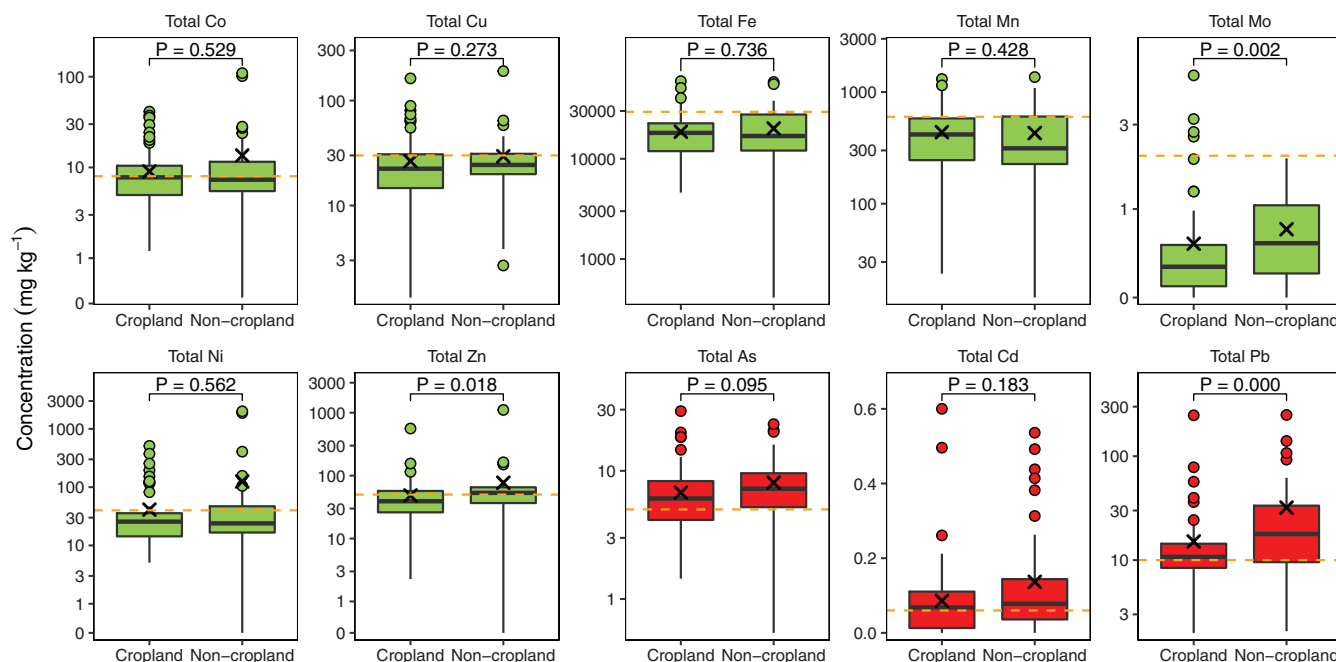 Total Co
Total Cu
Total Fe
Total Mn
Total Mo
P = 0.529
P = 0.273
P = 0.736
P = 0.428
P = 0.002
100
30
10
3
1
0
300
100
30
10
3
30000
10000
3000
1000
3000
1000
300
100
30
3
1
0
Cropland Non−cropland
Cropland Non−cropland
Cropland Non−cropland
Cropland Non−cropland
Cropland Non−cropland
Concentration (mg kg⁻¹)
Total Ni
Total Zn
Total As
Total Cd
Total Pb
P = 0.562
P = 0.018
P = 0.095
P = 0.183
P = 0.000
3000
1000
300
100
30
10
3
1
0
3000
1000
300
100
30
10
3
1
0
30
10
3
1
0.6
0.4
0.2
0.0
300
100
30
10
3
Cropland Non−cropland
Cropland Non−cropland
Cropland Non−cropland
Cropland Non−cropland
Cropland Non−cropland